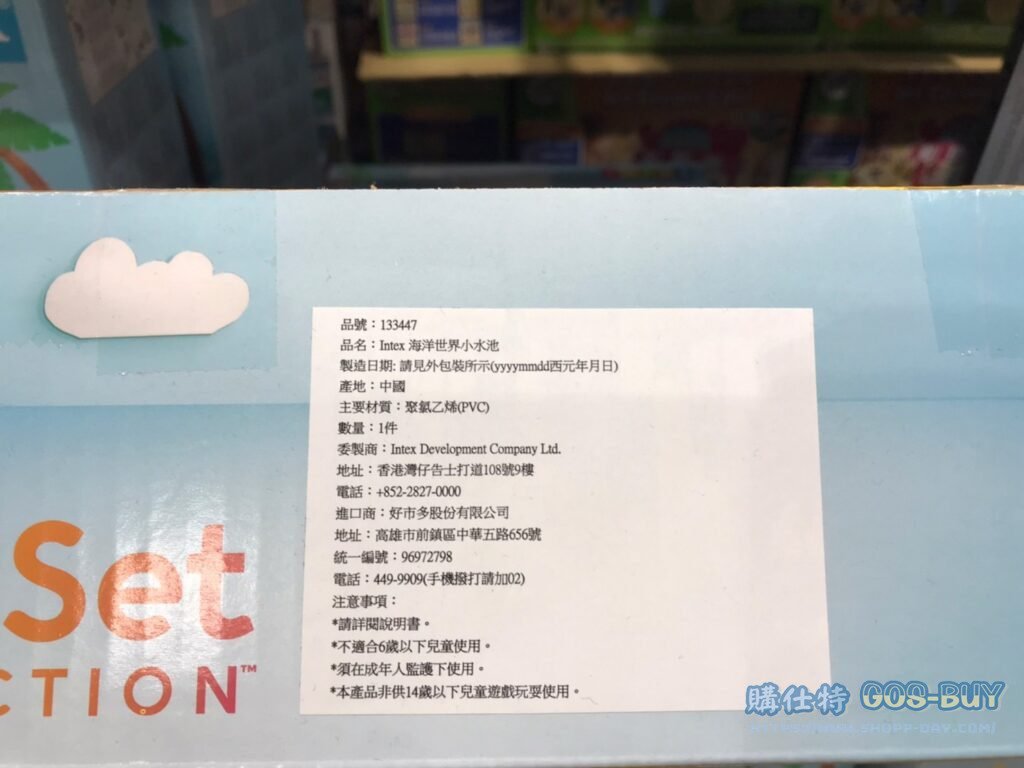 品號：133447
品名：Intex 海洋世界小水池
製造日期: 請見外包裝所示(yyyymmdd西元年月日)
產地：中國
主要材質：聚氯乙烯(PVC)
數量：1件
委製商：Intex Development Company Ltd.
地址：香港灣仔告士打道108號9樓
電話：+852-2827-0000
進口商：好市多股份有限公司
地址：高雄市前鎮區中華五路656號
統一編號：96972798
電話：449-9909(手機撥打請加02)
注意事項：
*請詳閱說明書。
*不適合6歲以下兒童使用。
*須在成年人監護下使用。
*本產品非供14歲以下兒童遊戲玩耍使用。
Set
CTION™
購仕特 GOS-BUY
HTTPS://WWW.SHOPP-DAY.COM/